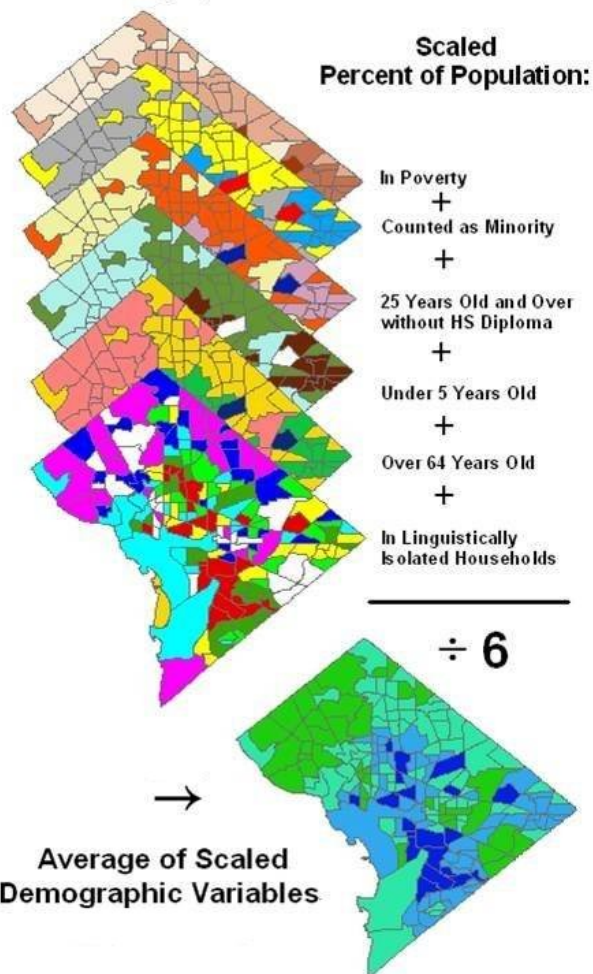 Scaled
Percent of Population:
In Poverty
+
Counted as Minority
+
25 Years Old and Over
without HS Diploma
+
Under 5 Years Old
+
Over 64 Years Old
+
In Linguistically
Isolated Households
÷ 6
→
Average of Scaled
Demographic Variables